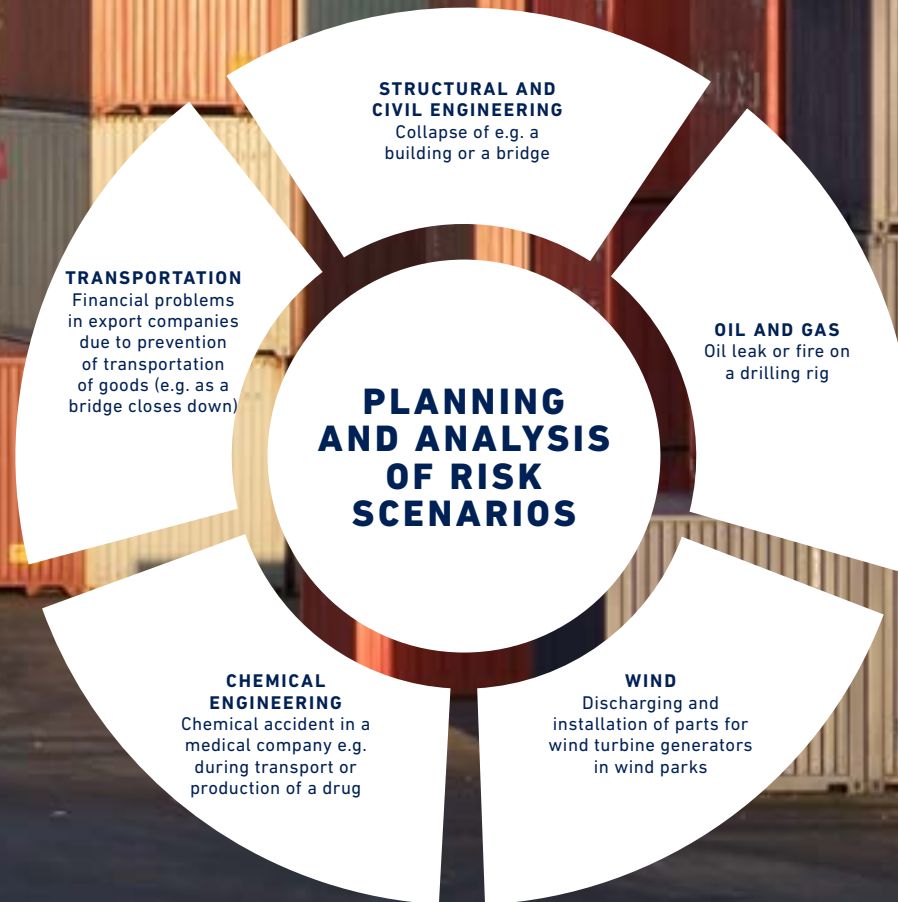 STRUCTURAL AND
CIVIL ENGINEERING
Collapse of e.g. a
building or a bridge
OIL AND GAS
Oil leak or fire on
a drilling rig
WIND
Discharging and
installation of parts for
wind turbine generators
in wind parks
CHEMICAL
ENGINEERING
Chemical accident in a
medical company e.g.
during transport or
production of a drug
TRANSPORTATION
Financial problems
in export companies
due to prevention
of transportation
of goods (e.g. as a
bridge closes down)
PLANNING
AND ANALYSIS
OF RISK
SCENARIOS